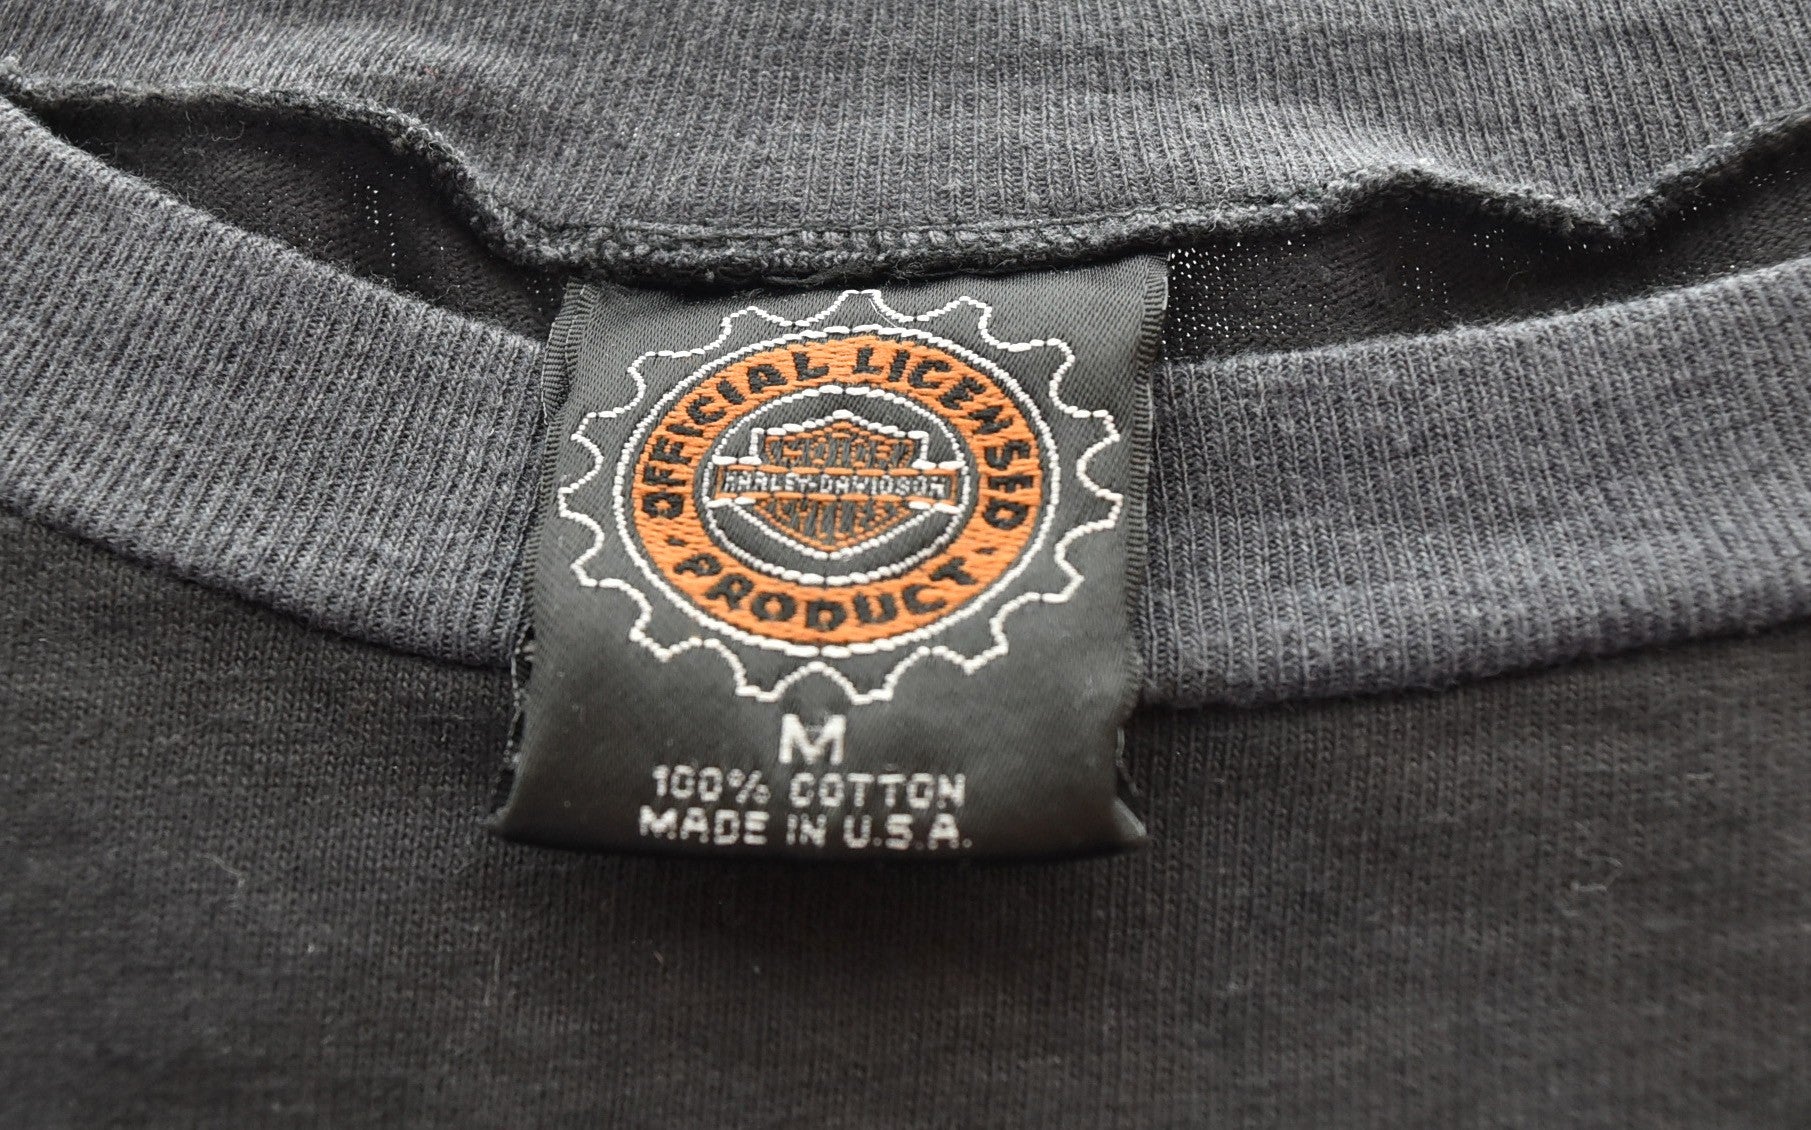 OFFICIAL LICENSED
MOTOR
HARLEY-DAVIDSON
CYCLES
· PRODUCT ·
M
100% COTTON
MADE IN U.S.A.